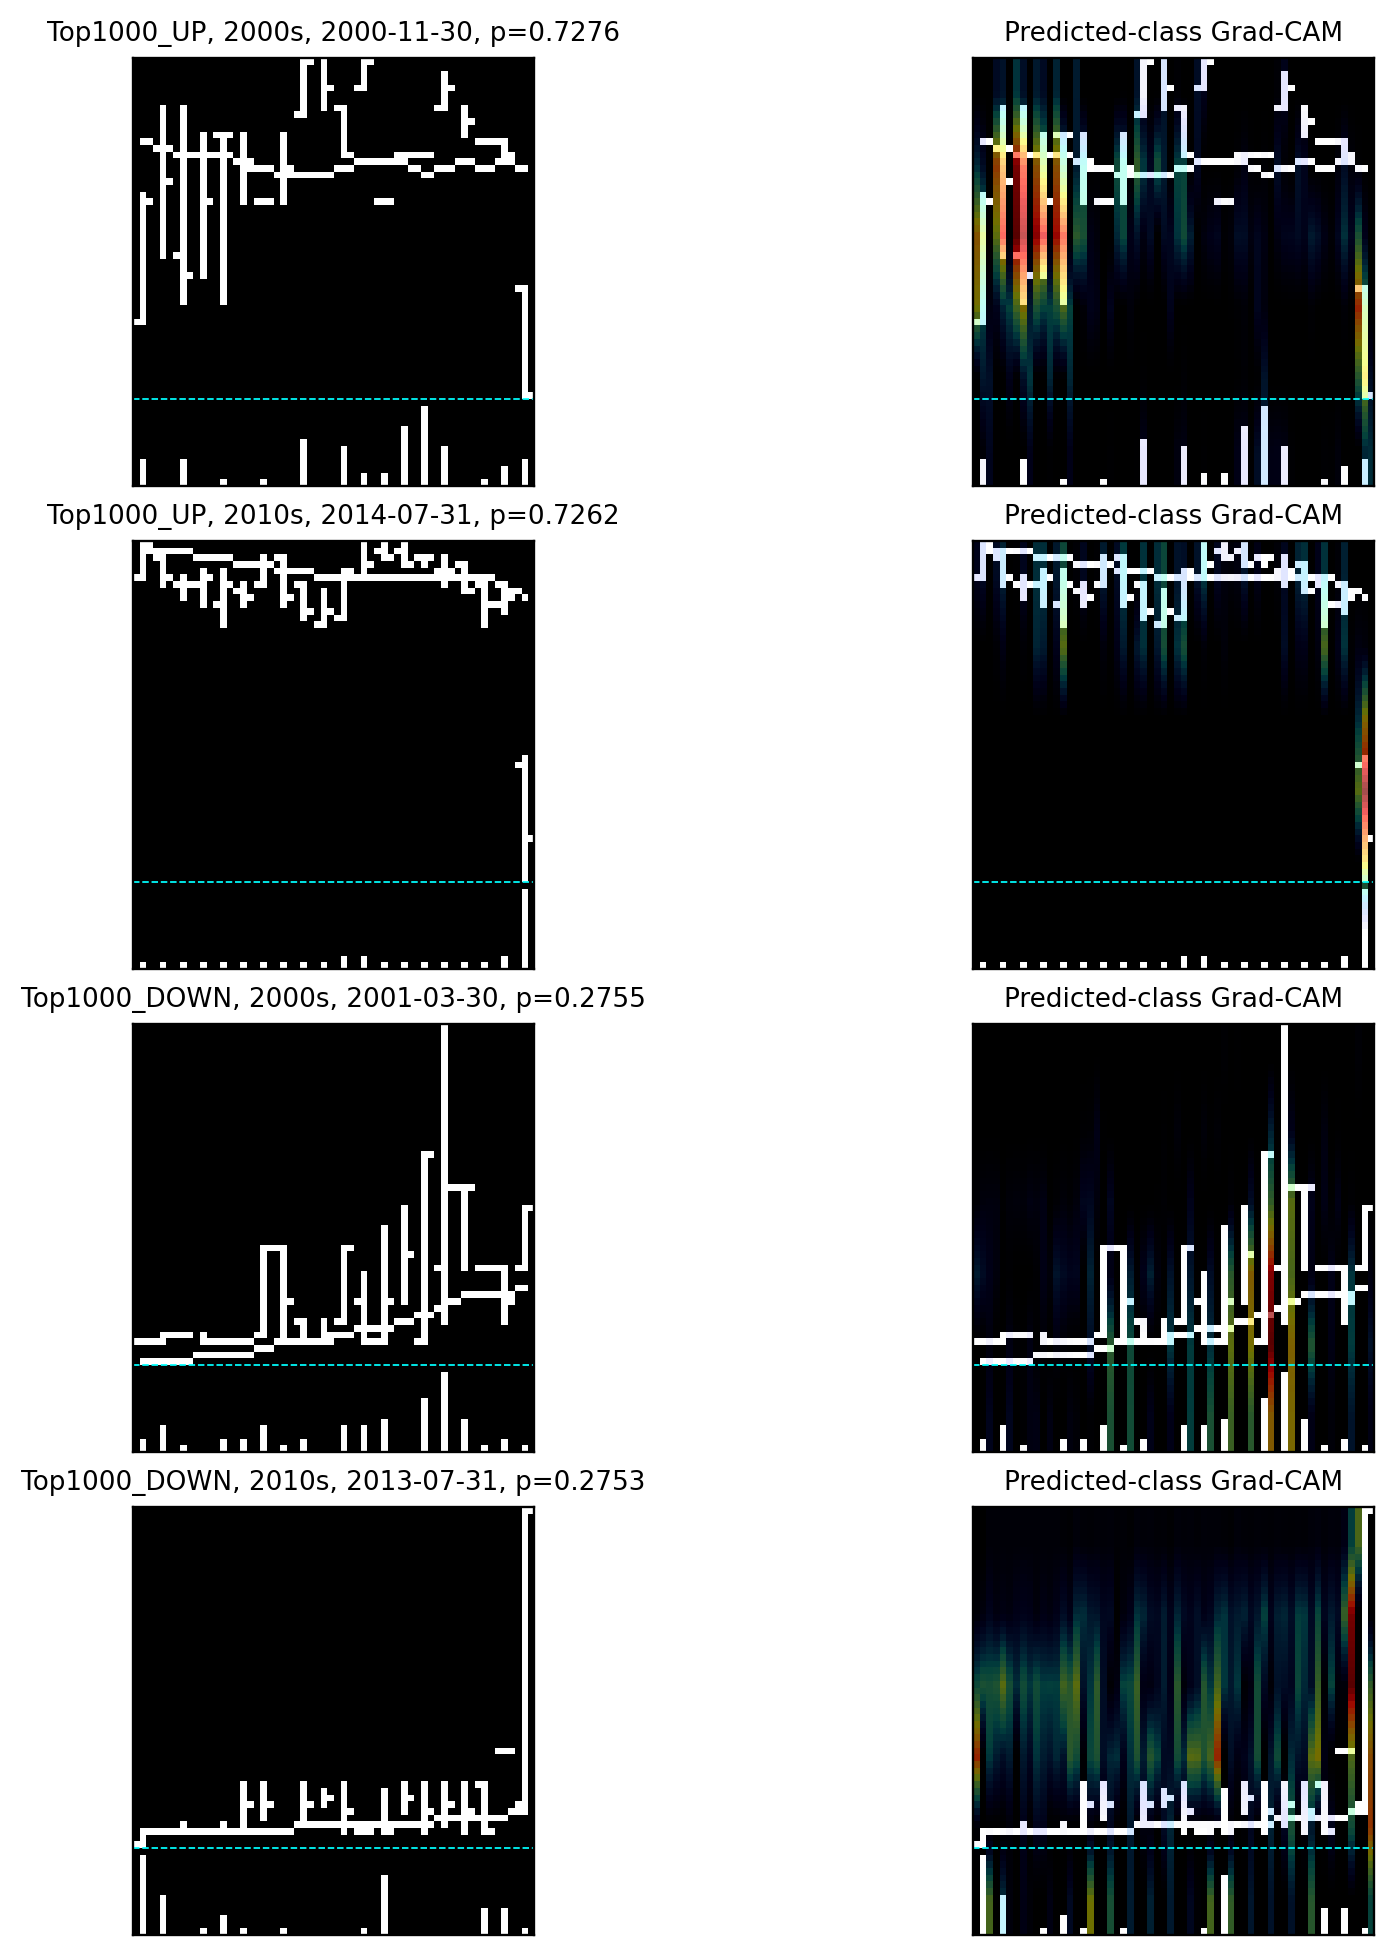 Top1000_UP, 2000s, 2000-11-30, p=0.7276
Predicted-class Grad-CAM
Top1000_UP, 2010s, 2014-07-31, p=0.7262
Predicted-class Grad-CAM
Top1000_DOWN, 2000s, 2001-03-30, p=0.2755
Predicted-class Grad-CAM
Top1000_DOWN, 2010s, 2013-07-31, p=0.2753
Predicted-class Grad-CAM